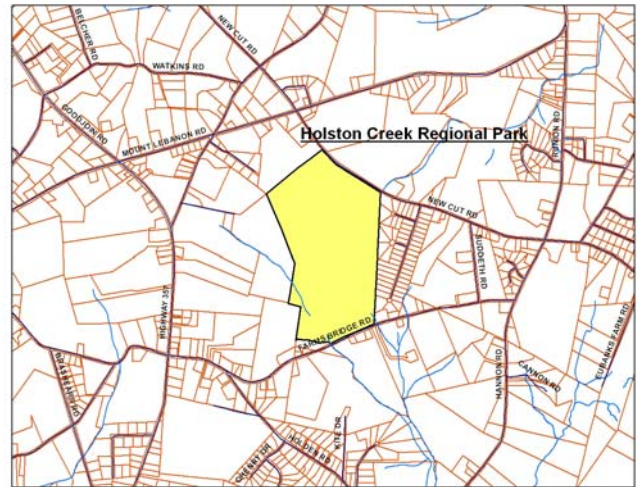 BELCHER RD
NEW CUT RD
WATKINS RD
GOODJOIN RD
MOUNT LEBANON RD
Holston Creek Regional Park
NEW CUT RD
SUDDETH RD
HIGHWAY 357
FARMS BRIDGE RD
HANNON RD
CANNON RD
EUBANKS FARM RD
HOLDEN RD
KITE DR